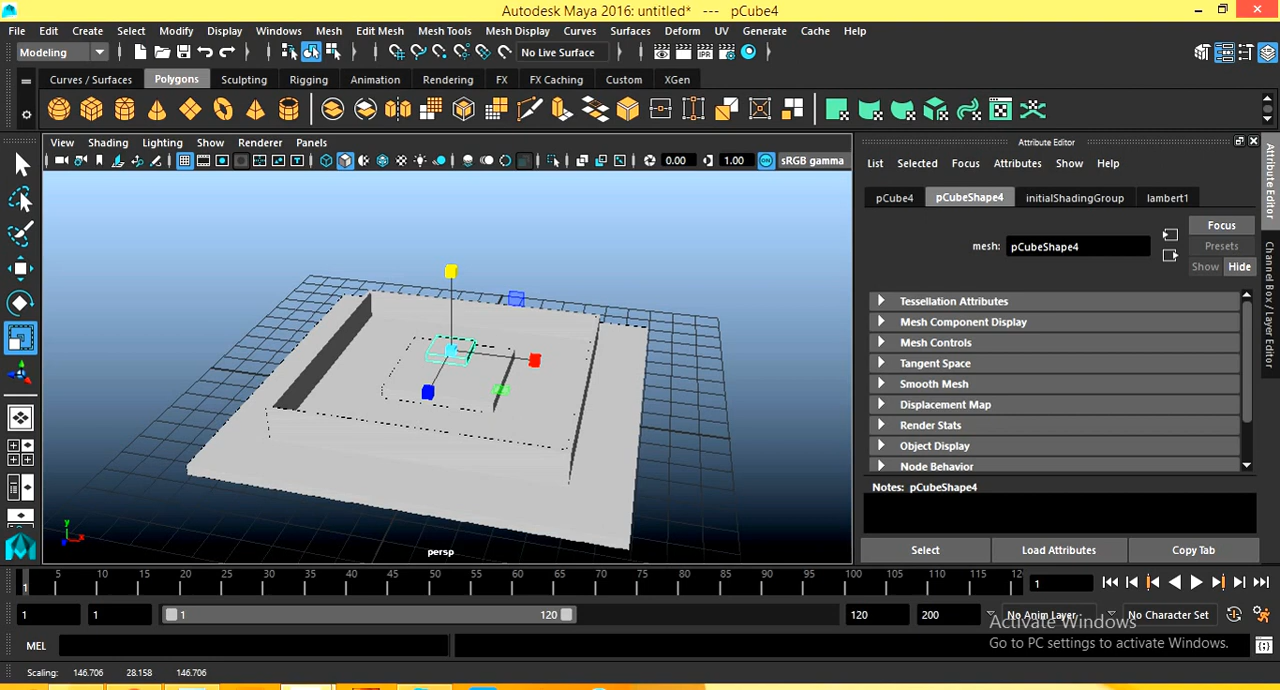 Autodesk Maya 2016: untitled* --- pCube4
File Edit Create Select Modify Display Windows Mesh Edit Mesh Mesh Tools Mesh Display Curves Surfaces Deform UV Generate Cache Help
Modeling No Live Surface
Curves / Surfaces Polygons Sculpting Rigging Animation Rendering FX FX Caching Custom XGen
View Shading Lighting Show Renderer Panels
0.00 1.00 ON sRGB gamma
Attribute Editor
List Selected Focus Attributes Show Help
pCube4 pCubeShape4 initialShadingGroup lambert1
Focus
mesh: pCubeShape4
Presets
Show Hide
Tessellation Attributes
Mesh Component Display
Mesh Controls
Tangent Space
Smooth Mesh
Displacement Map
Render Stats
Object Display
Node Behavior
Notes: pCubeShape4
Select Load Attributes Copy Tab
Attribute Editor
Channel Box / Layer Editor
persp
y
x
z
1 5 10 15 20 25 30 35 40 45 50 55 60 65 70 75 80 85 90 95 100 105 110 115 12
1
1 1 1 120 120 200 No Anim Layer No Character Set
Activate Windows
Go to PC settings to activate Windows.
MEL
Scaling: 146.706 28.158 146.706